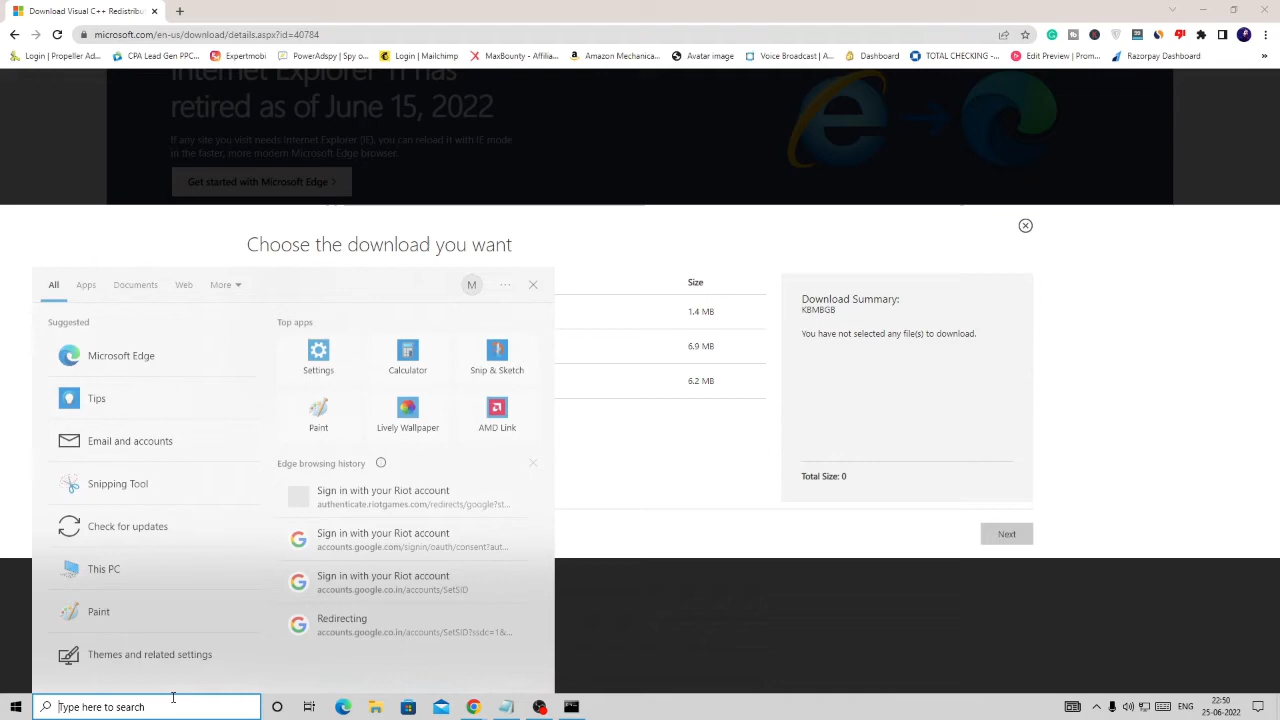 Download Visual C++ Redistribu
microsoft.com/en-us/download/details.aspx?id=40784
Login | Propeller Ad...
CPA Lead Gen PPC...
Expertmobi
PowerAdspy | Spy o...
Login | Mailchimp
MaxBounty - Affilia...
Amazon Mechanica...
Avatar image
Voice Broadcast | A...
Dashboard
TOTAL CHECKING -...
Edit Preview | Prom...
Razorpay Dashboard
Internet Explorer 11 has
retired as of June 15, 2022
If any site you visit needs Internet Explorer (IE), you can reload it with IE mode
in the faster, more modern Microsoft Edge browser.
Get started with Microsoft Edge >
Choose the download you want
Size
1.4 MB
6.9 MB
6.2 MB
Download Summary:
KBMBGB
You have not selected any file(s) to download.
Total Size: 0
Next
All
Apps
Documents
Web
More
M
Suggested
Microsoft Edge
Tips
Email and accounts
Snipping Tool
Check for updates
This PC
Paint
Themes and related settings
Top apps
Settings
Calculator
Snip & Sketch
Paint
Lively Wallpaper
AMD Link
Edge browsing history
Sign in with your Riot account
authenticate.riotgames.com/redirects/google?st...
Sign in with your Riot account
accounts.google.com/signin/oauth/consent?aut...
Sign in with your Riot account
accounts.google.co.in/accounts/SetSID
Redirecting
accounts.google.co.in/accounts/SetSID?ssdc=1&...
Type here to search
ENG
22:50
25-06-2022